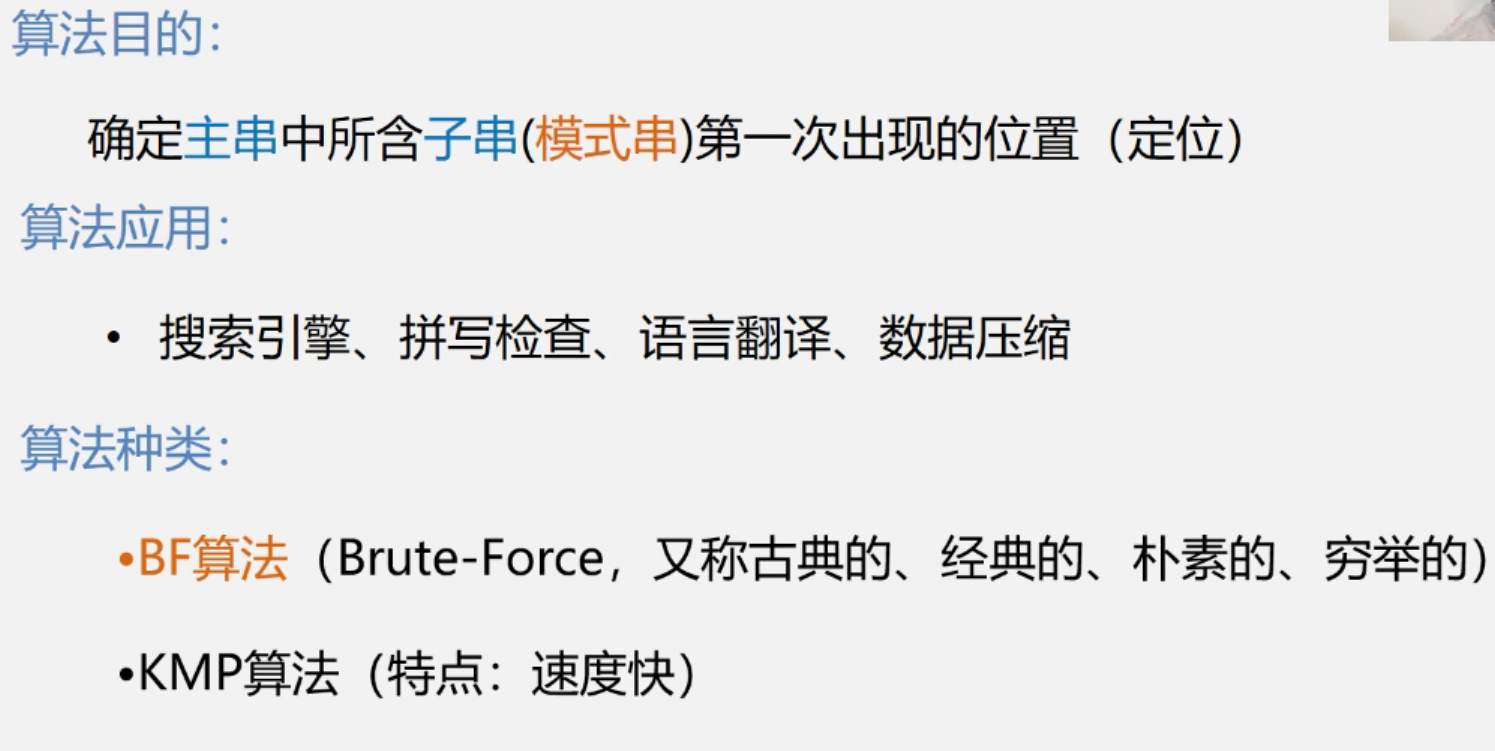 算法目的：
确定主串中所含子串(模式串)第一次出现的位置（定位）
算法应用：
• 搜索引擎、拼写检查、语言翻译、数据压缩
算法种类：
•BF算法（Brute-Force，又称古典的、经典的、朴素的、穷举的）
•KMP算法（特点：速度快）